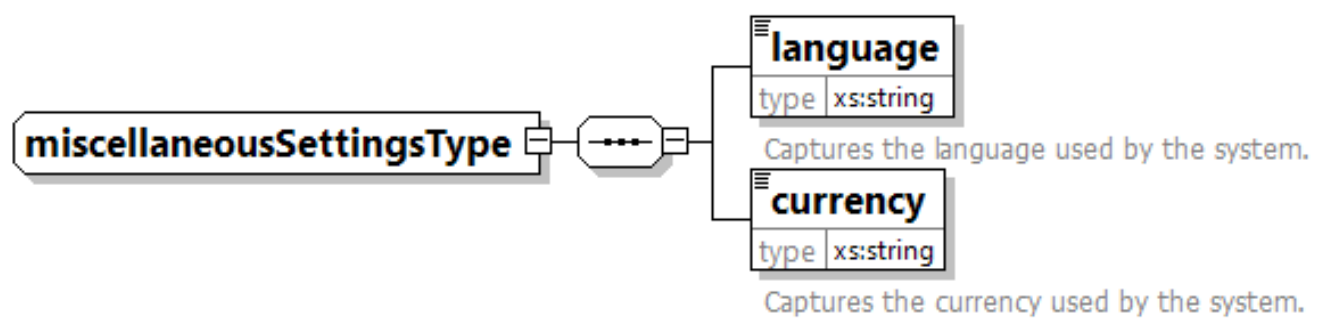 language
type xs:string
Captures the language used by the system.
miscellaneousSettingsType
currency
type xs:string
Captures the currency used by the system.